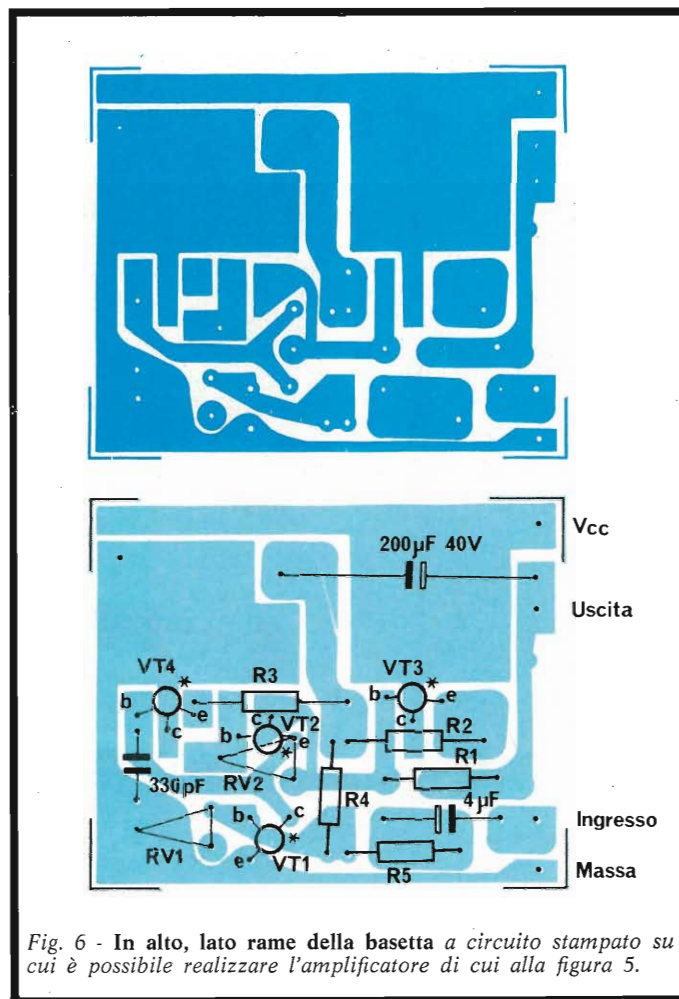 200µF 40V
Vcc
Uscita
VT4
*
R3
VT3
*
b
c
e
b
c
VT2
e
*
b
c
e
R2
R1
330pF
RV2
R4
4µF
Ingresso
RV1
b
c
e
*
VT1
R5
Massa
Fig. 6 - In alto, lato rame della basetta a circuito stampato su
cui è possibile realizzare l'amplificatore di cui alla figura 5.